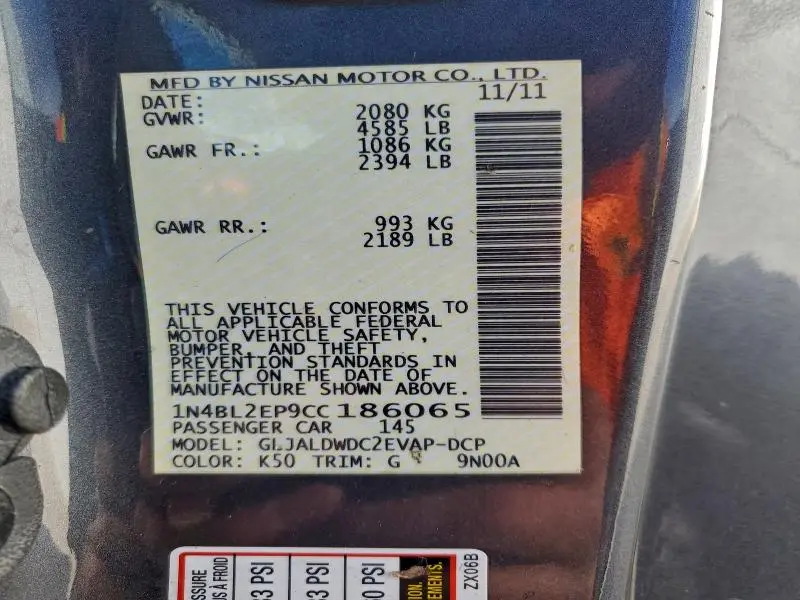 MFD BY NISSAN MOTOR CO., LTD.
DATE: 11/11
GVWR: 2080 KG
4585 LB
GAWR FR.: 1086 KG
2394 LB
GAWR RR.: 993 KG
2189 LB
THIS VEHICLE CONFORMS TO
ALL APPLICABLE FEDERAL
MOTOR VEHICLE SAFETY,
BUMPER, AND THEFT
PREVENTION STANDARDS IN
EFFECT ON THE DATE OF
MANUFACTURE SHOWN ABOVE.
1N4BL2EP9CC186065
PASSENGER CAR 145
MODEL: GLJALDWDC2EVAP-DCP
COLOR: K50 TRIM: G 9N00A
33 PSI
ZX06B
À FROID